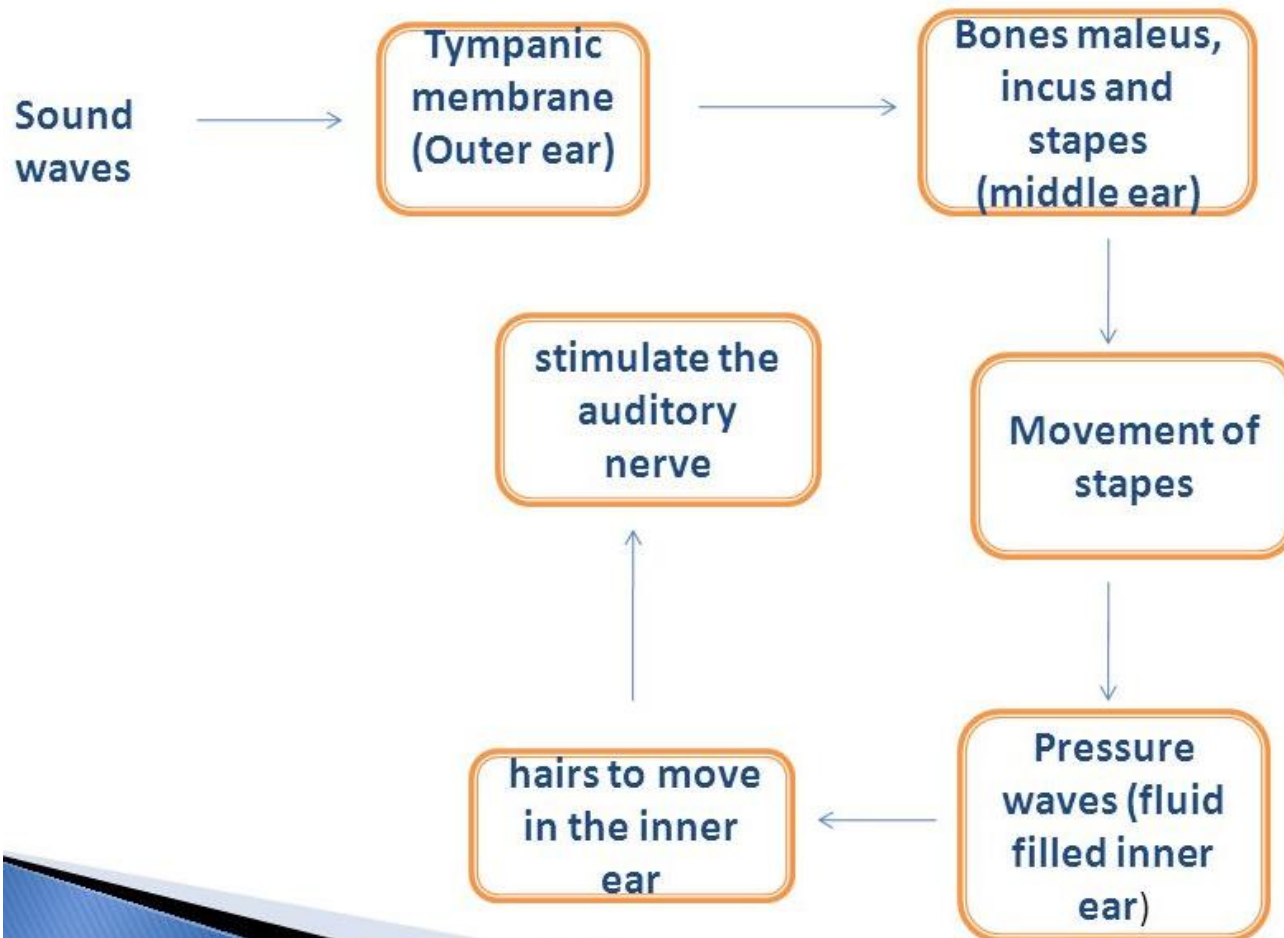 Sound
waves
Tympanic
membrane
(Outer ear)
Bones maleus,
incus and
stapes
(middle ear)
Movement of
stapes
Pressure
waves (fluid
filled inner
ear)
hairs to move
in the inner
ear
stimulate the
auditory
nerve